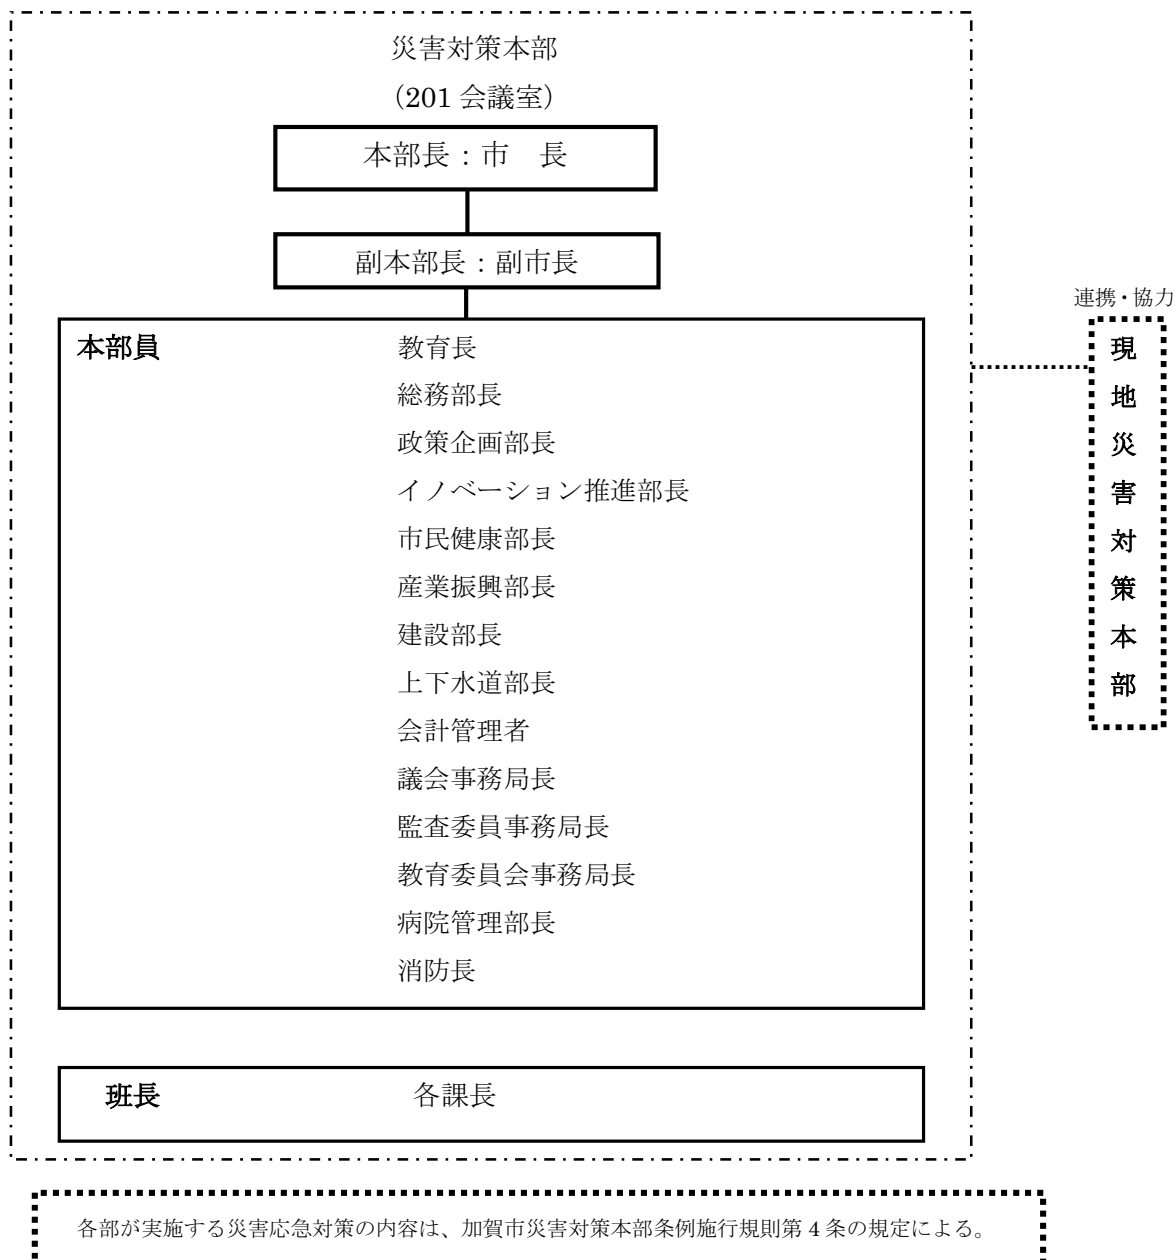 災害対策本部
（201 会議室）
本部長：市　長
副本部長：副市長
連携・協力
現地災害対策本部
本部員　教育長
総務部長
政策企画部長
イノベーション推進部長
市民健康部長
産業振興部長
建設部長
上下水道部長
会計管理者
議会事務局長
監査委員事務局長
教育委員会事務局長
病院管理部長
消防長
班長　各課長
各部が実施する災害応急対策の内容は、加賀市災害対策本部条例施行規則第 4 条の規定による。